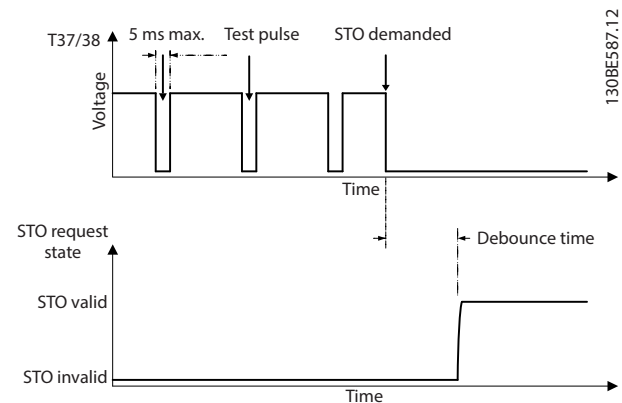 T37/38
5 ms max.
Test pulse
STO demanded
130BE587.12
Voltage
Time
STO request
state
Debounce time
STO valid
STO invalid
Time